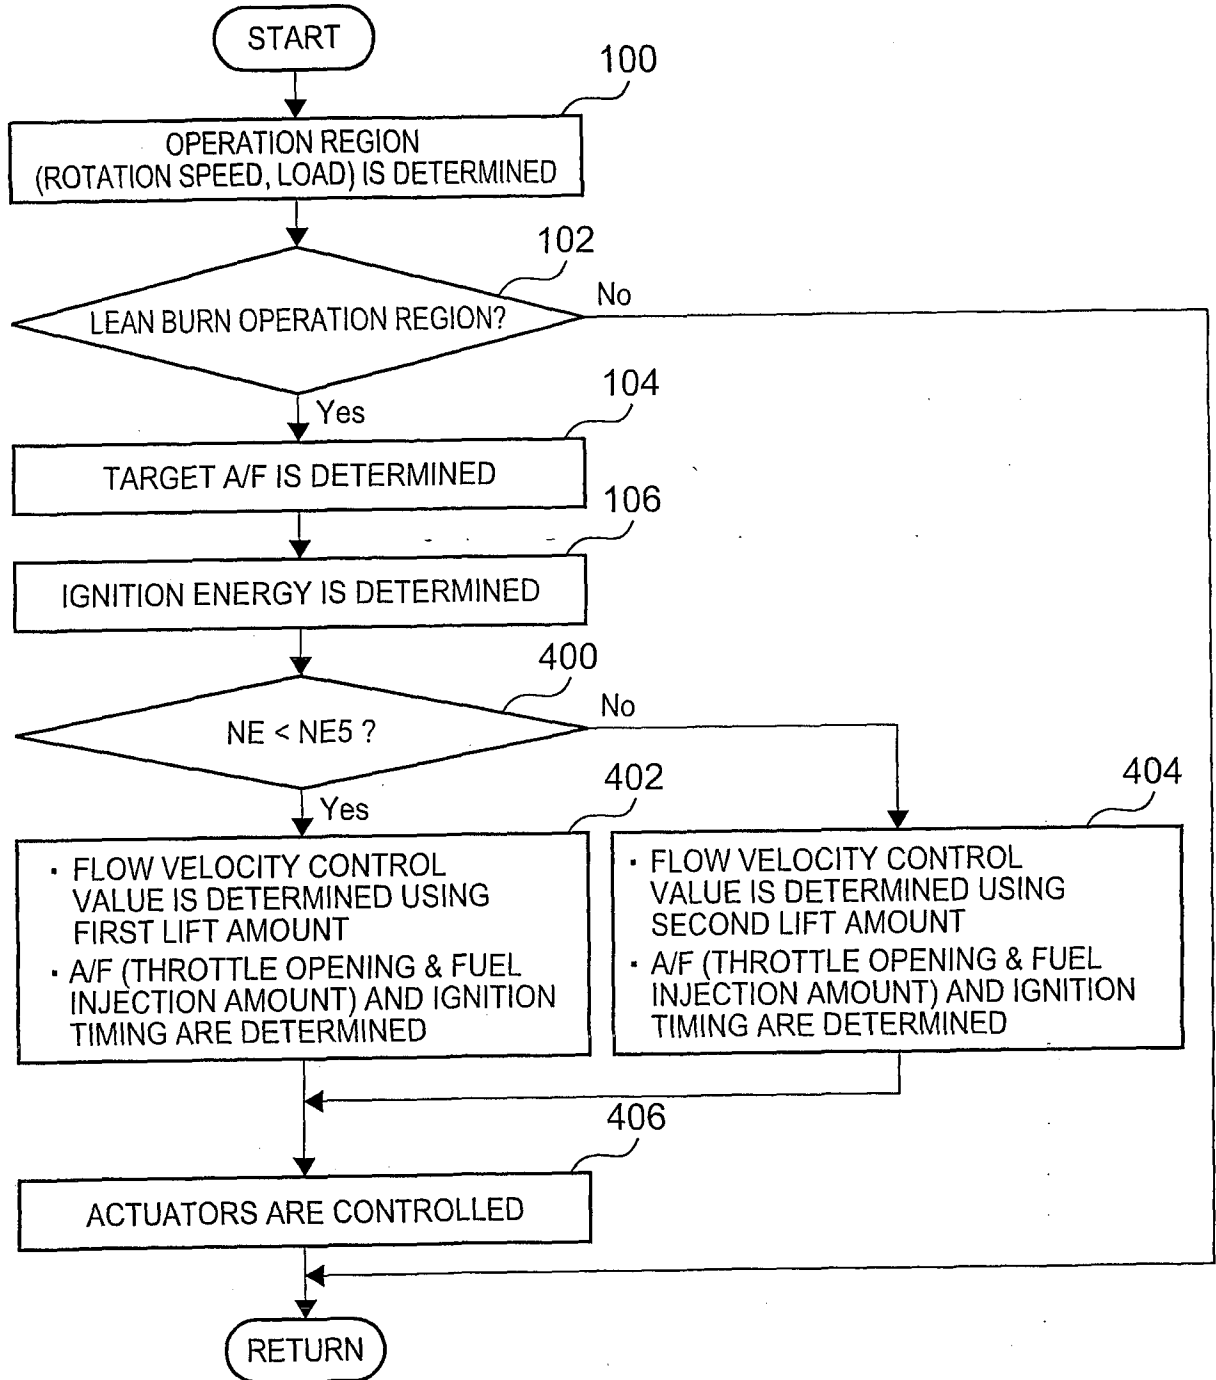 START
100
OPERATION REGION
(ROTATION SPEED, LOAD) IS DETERMINED
102
LEAN BURN OPERATION REGION?
No
Yes
104
TARGET A/F IS DETERMINED
106
IGNITION ENERGY IS DETERMINED
400
NE < NE5 ?
No
Yes
402
· FLOW VELOCITY CONTROL
VALUE IS DETERMINED USING
FIRST LIFT AMOUNT
· A/F (THROTTLE OPENING & FUEL
INJECTION AMOUNT) AND IGNITION
TIMING ARE DETERMINED
404
· FLOW VELOCITY CONTROL
VALUE IS DETERMINED USING
SECOND LIFT AMOUNT
· A/F (THROTTLE OPENING & FUEL
INJECTION AMOUNT) AND IGNITION
TIMING ARE DETERMINED
406
ACTUATORS ARE CONTROLLED
RETURN